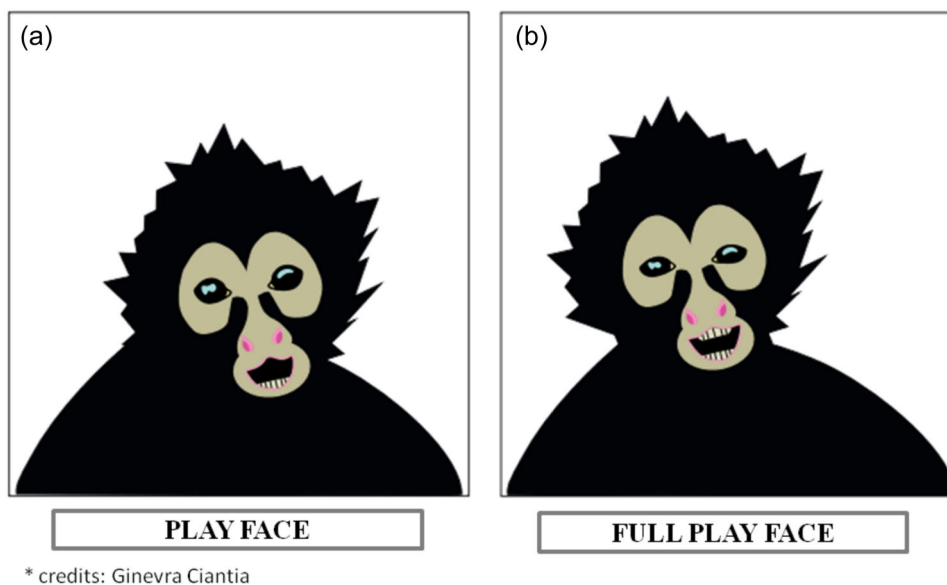 (a)
(b)
PLAY FACE
FULL PLAY FACE
* credits: Ginevra Ciantia